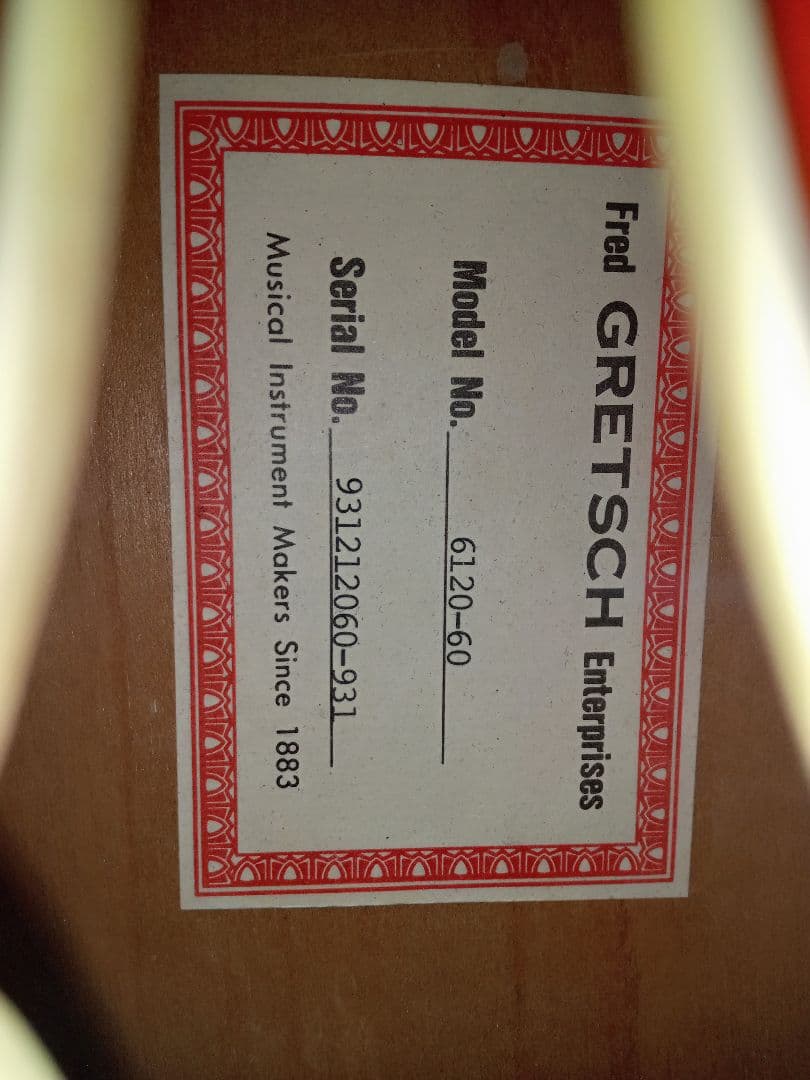 Fred GRETSCH Enterprises
Model No. 6120-60
Serial No. 931212060-931
Musical Instrument Makers Since 1883